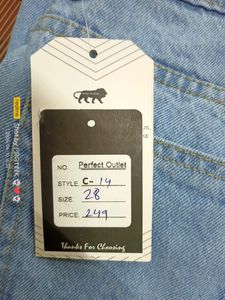 NO. Perfect Outlet
STYLE C-14
SIZE. 28
PRICE. 249
Thanks For Choosing